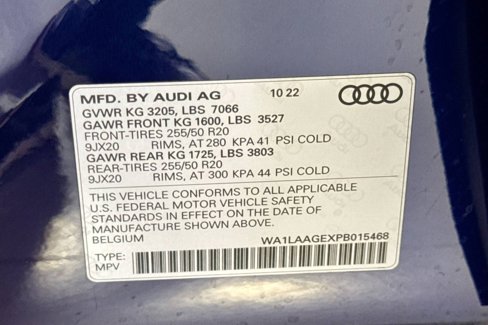 MFD. BY AUDI AG 10 22
GVWR KG 3205, LBS 7066
GAWR FRONT KG 1600, LBS 3527
FRONT-TIRES 255/50 R20
9JX20 RIMS, AT 280 KPA 41 PSI COLD
GAWR REAR KG 1725, LBS 3803
REAR-TIRES 255/50 R20
9JX20 RIMS, AT 300 KPA 44 PSI COLD
THIS VEHICLE CONFORMS TO ALL APPLICABLE
U.S. FEDERAL MOTOR VEHICLE SAFETY
STANDARDS IN EFFECT ON THE DATE OF
MANUFACTURE SHOWN ABOVE.
BELGIUM WA1LAAGEXPB015468
TYPE:
MPV